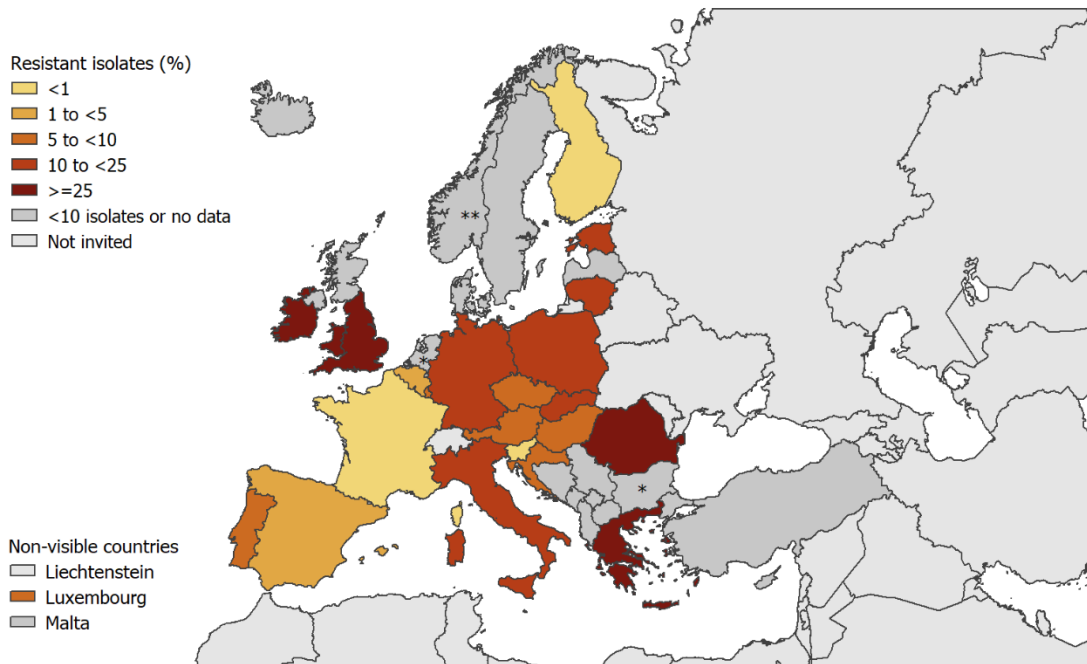 Resistant isolates (%)
<1
1 to <5
5 to <10
10 to <25
>=25
<10 isolates or no data
Not invited
**
*
*
Non-visible countries
Liechtenstein
Luxembourg
Malta